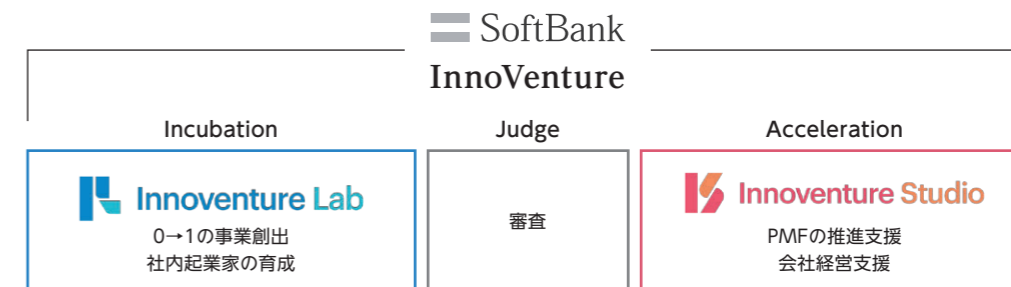 SoftBank
InnoVenture
Incubation
Judge
Acceleration
Innoventure Lab
0→1の事業創出
社内起業家の育成
審査
Innoventure Studio
PMFの推進支援
会社経営支援